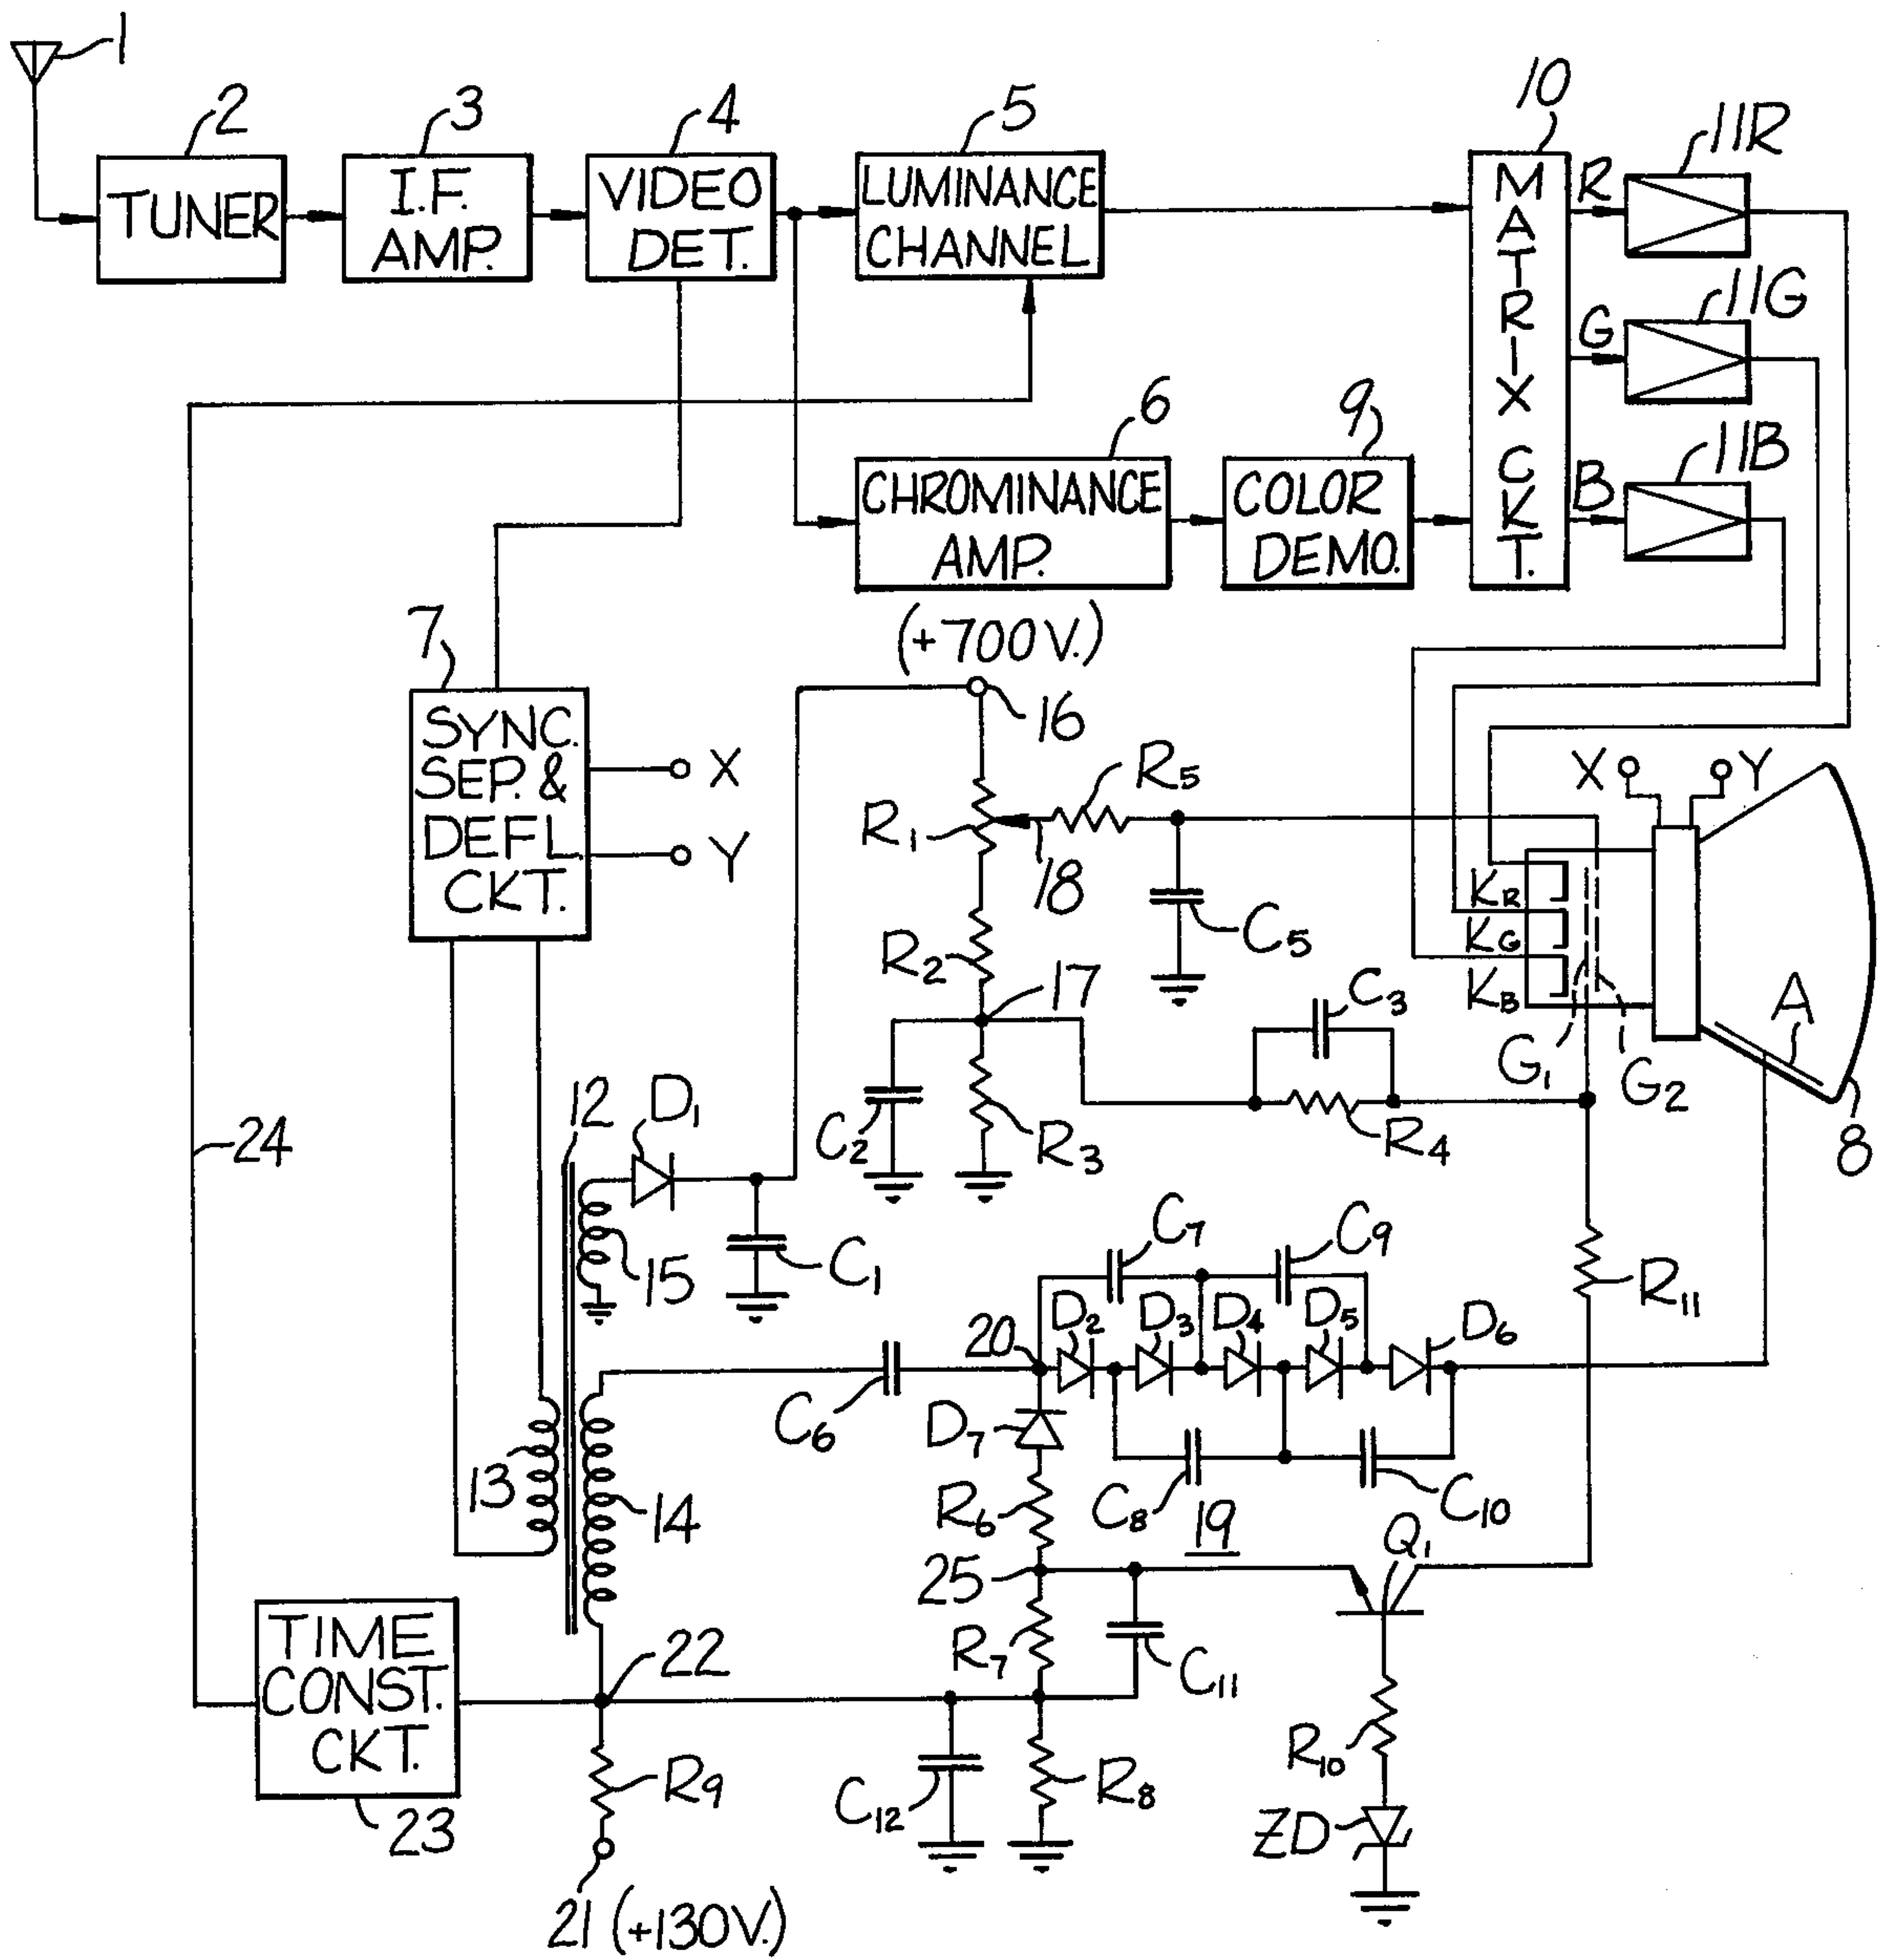 1
2
3
4
5
10
11R
TUNER
I.F.
AMP.
VIDEO
DET.
LUMINANCE
CHANNEL
MATRIX CKT.
R
11G
G
6
9
11B
CHROMINANCE
AMP.
COLOR
DEMO.
B
(+700V.)
7
16
SYNC.
SEP. &
DEFL.
CKT.
X
Y
R5
R1
18
X
Y
C5
R2
KR
KG
KB
17
C3
A
G1
G2
12
D1
C2
R3
R4
8
24
15
C1
C7
C9
R11
20
D2
D3
D4
D5
D6
C6
D7
13
14
R6
C8
19
C10
Q1
25
TIME
CONST.
CKT.
22
R7
C11
R10
R9
C12
R8
23
ZD
21 (+130V.)